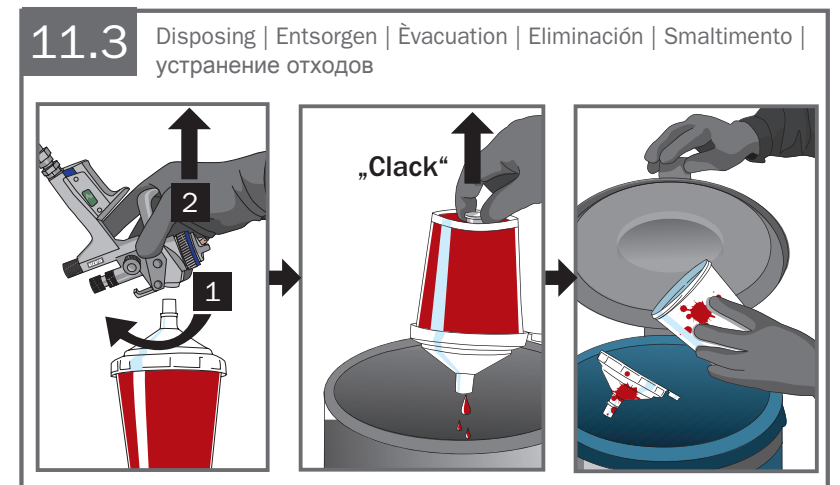 11.3
Disposing | Entsorgen | Èvacuation | Eliminación | Smaltimento |
устранение отходов
2
1
„Clack“